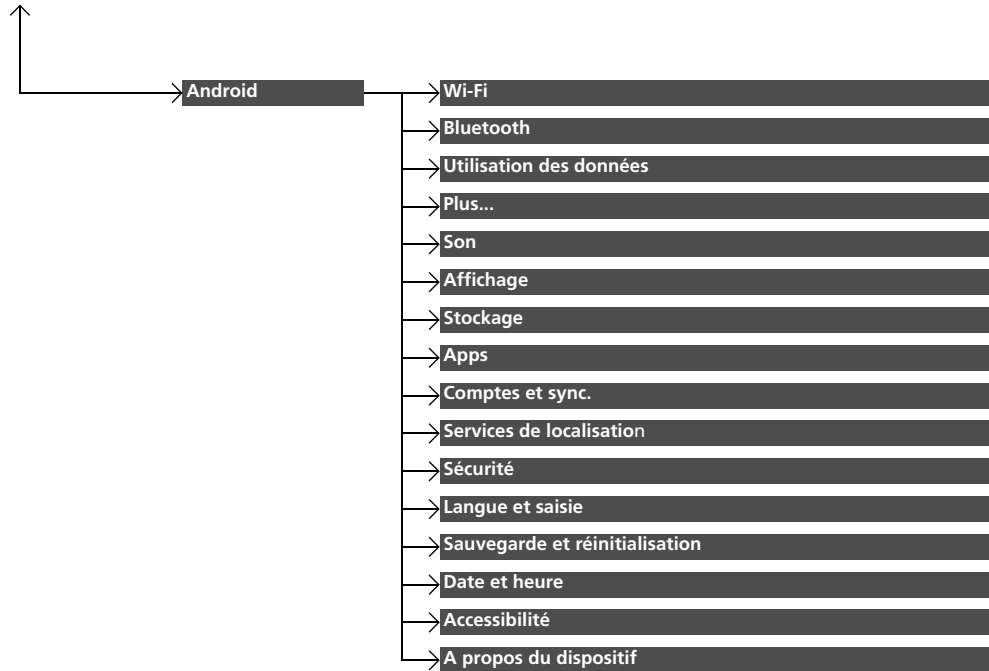 Android
Wi-Fi
Bluetooth
Utilisation des données
Plus...
Son
Affichage
Stockage
Apps
Comptes et sync.
Services de localisation
Sécurité
Langue et saisie
Sauvegarde et réinitialisation
Date et heure
Accessibilité
A propos du dispositif